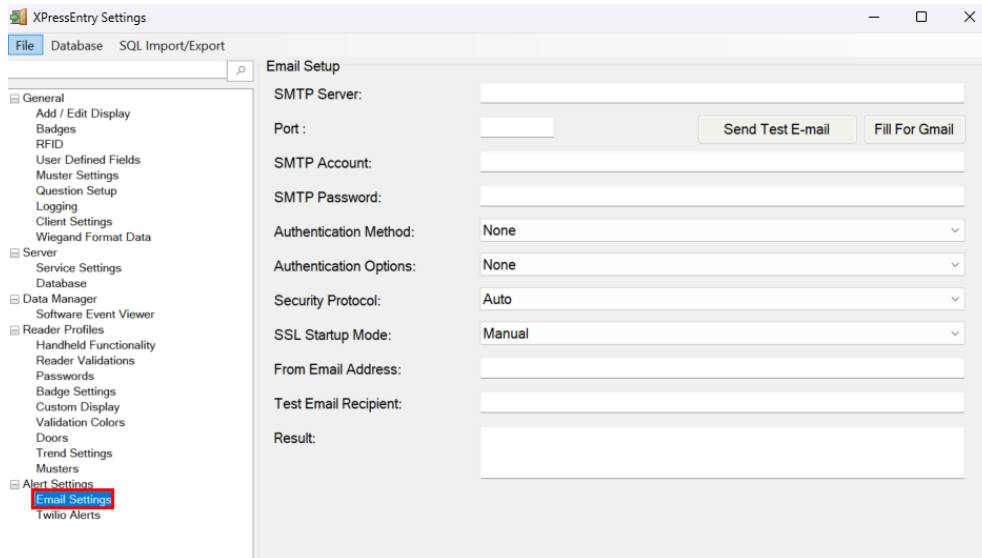 XPressEntry Settings
File Database SQL Import/Export
General
Add / Edit Display
Badges
RFID
User Defined Fields
Muster Settings
Question Setup
Logging
Client Settings
Wiegand Format Data
Server
Service Settings
Database
Data Manager
Software Event Viewer
Reader Profiles
Handheld Functionality
Reader Validations
Passwords
Badge Settings
Custom Display
Validation Colors
Doors
Trend Settings
Musters
Alert Settings
Email Settings
Twilio Alerts
Email Setup
SMTP Server:
Port : Send Test E-mail Fill For Gmail
SMTP Account:
SMTP Password:
Authentication Method: None
Authentication Options: None
Security Protocol: Auto
SSL Startup Mode: Manual
From Email Address:
Test Email Recipient:
Result: